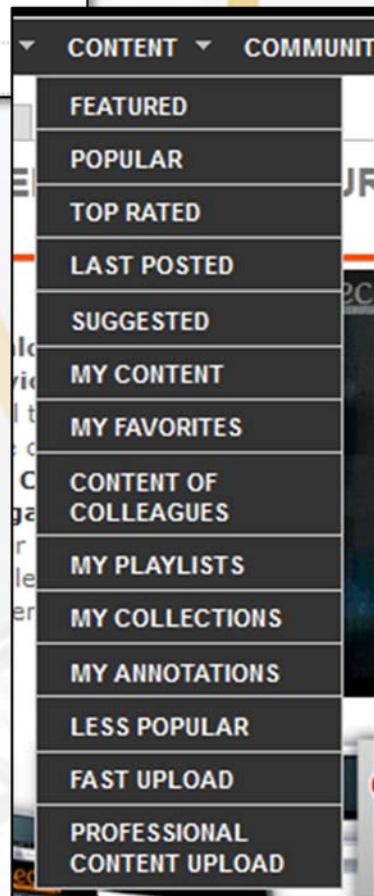 CONTENT COMMUNIT
FEATURED
POPULAR
TOP RATED
LAST POSTED
SUGGESTED
MY CONTENT
MY FAVORITES
CONTENT OF
COLLEAGUES
MY PLAYLISTS
MY COLLECTIONS
MY ANNOTATIONS
LESS POPULAR
FAST UPLOAD
PROFESSIONAL
CONTENT UPLOAD